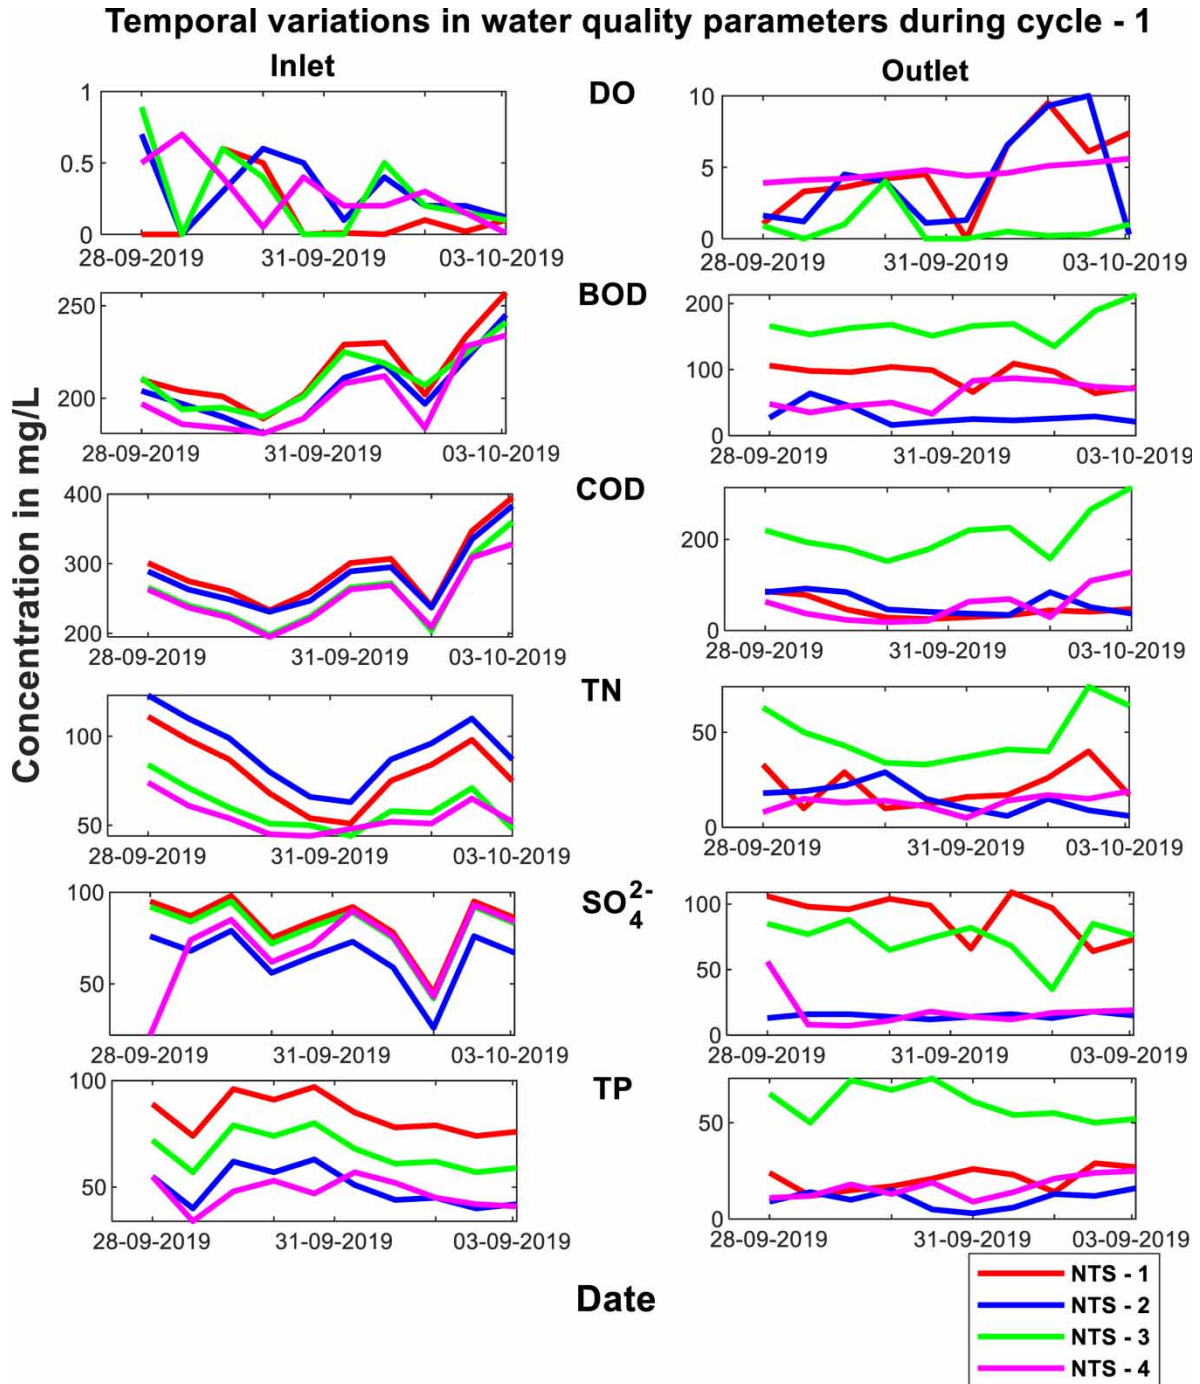 Temporal variations in water quality parameters during cycle - 1
Inlet
Outlet
Concentration in mg/L
DO
1
0.5
0
28-09-2019 31-09-2019 03-10-2019
10
5
0
28-09-2019 31-09-2019 03-10-2019
BOD
250
200
28-09-2019 31-09-2019 03-10-2019
200
100
0
28-09-2019 31-09-2019 03-10-2019
COD
400
300
200
28-09-2019 31-09-2019 03-10-2019
200
0
28-09-2019 31-09-2019 03-10-2019
TN
100
50
28-09-2019 31-09-2019 03-10-2019
50
0
28-09-2019 31-09-2019 03-10-2019
SO₄²⁻
100
50
28-09-2019 31-09-2019 03-10-2019
100
50
0
28-09-2019 31-09-2019 03-09-2019
TP
100
50
28-09-2019 31-09-2019 03-09-2019
50
0
28-09-2019 31-09-2019 03-09-2019
Date
NTS - 1
NTS - 2
NTS - 3
NTS - 4